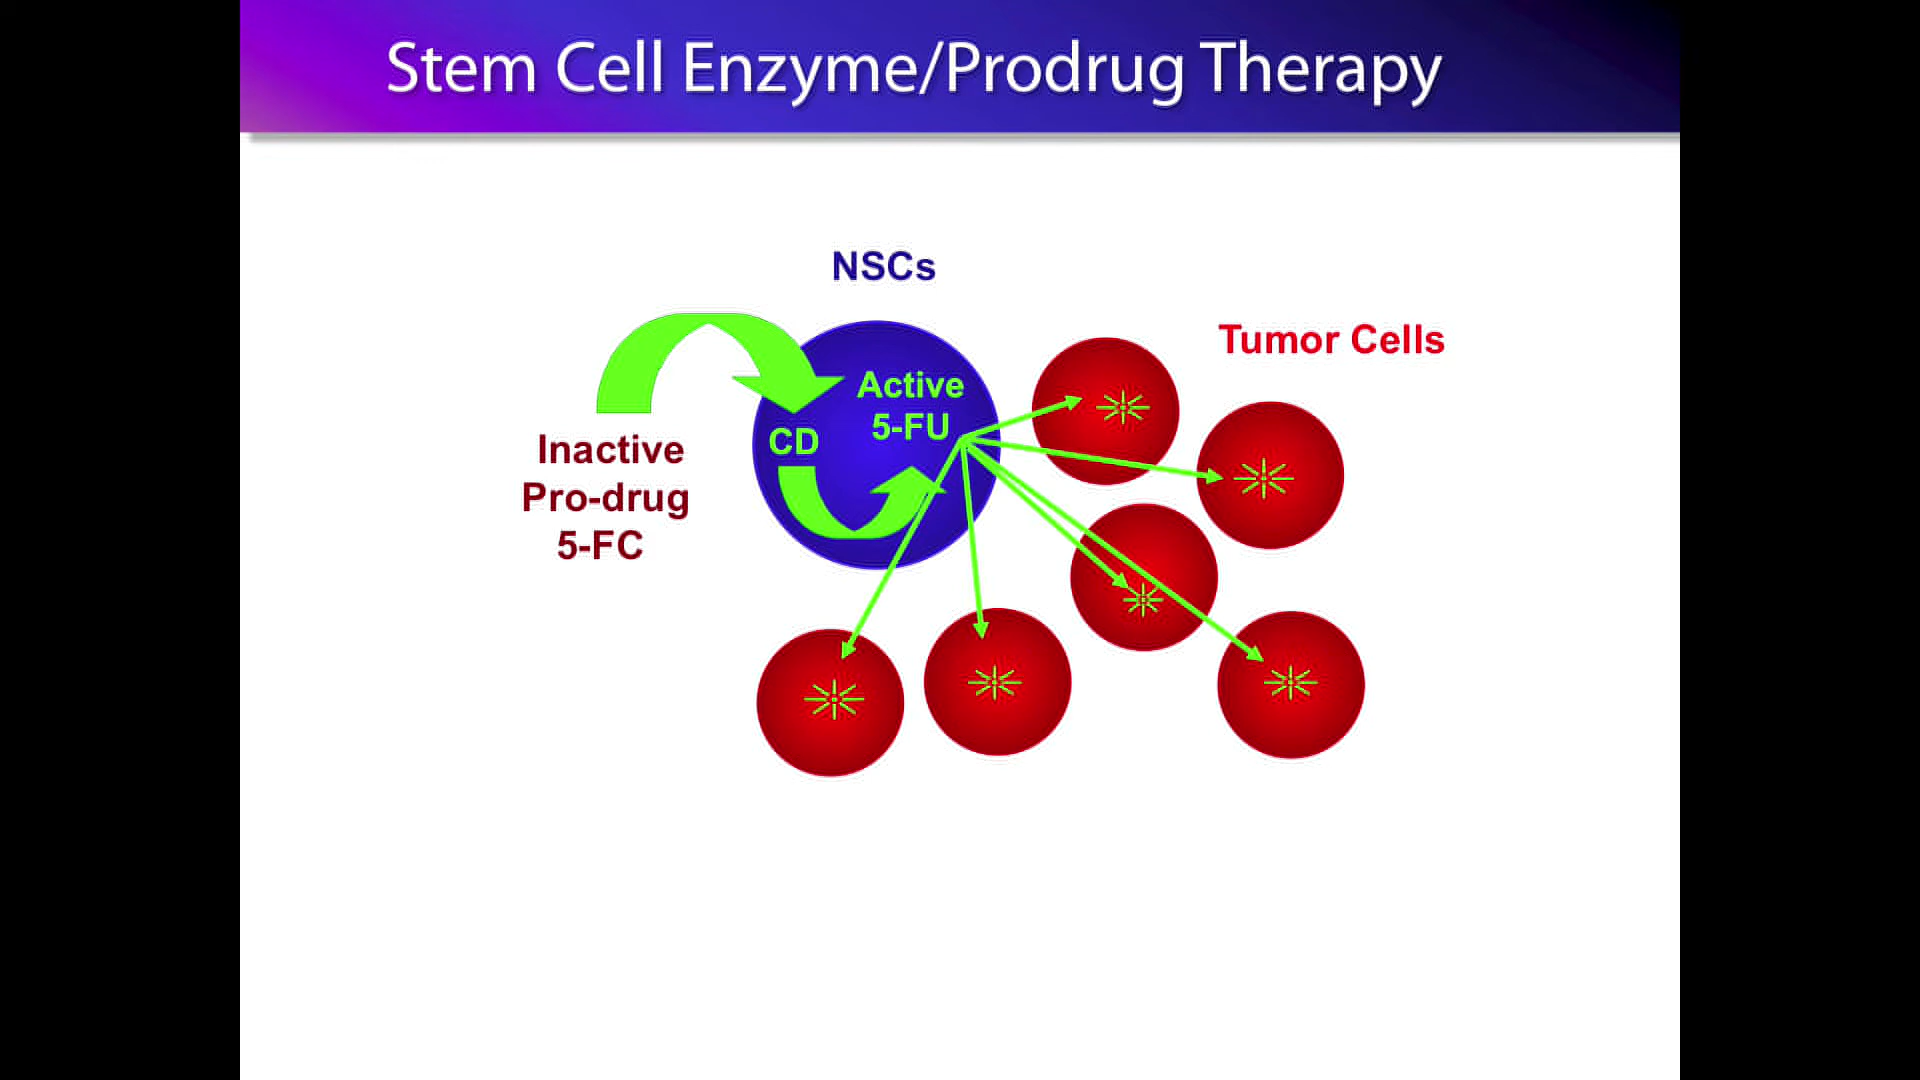 Stem Cell Enzyme/Prodrug Therapy
NSCs
Tumor Cells
Active
5-FU
CD
Inactive
Pro-drug
5-FC